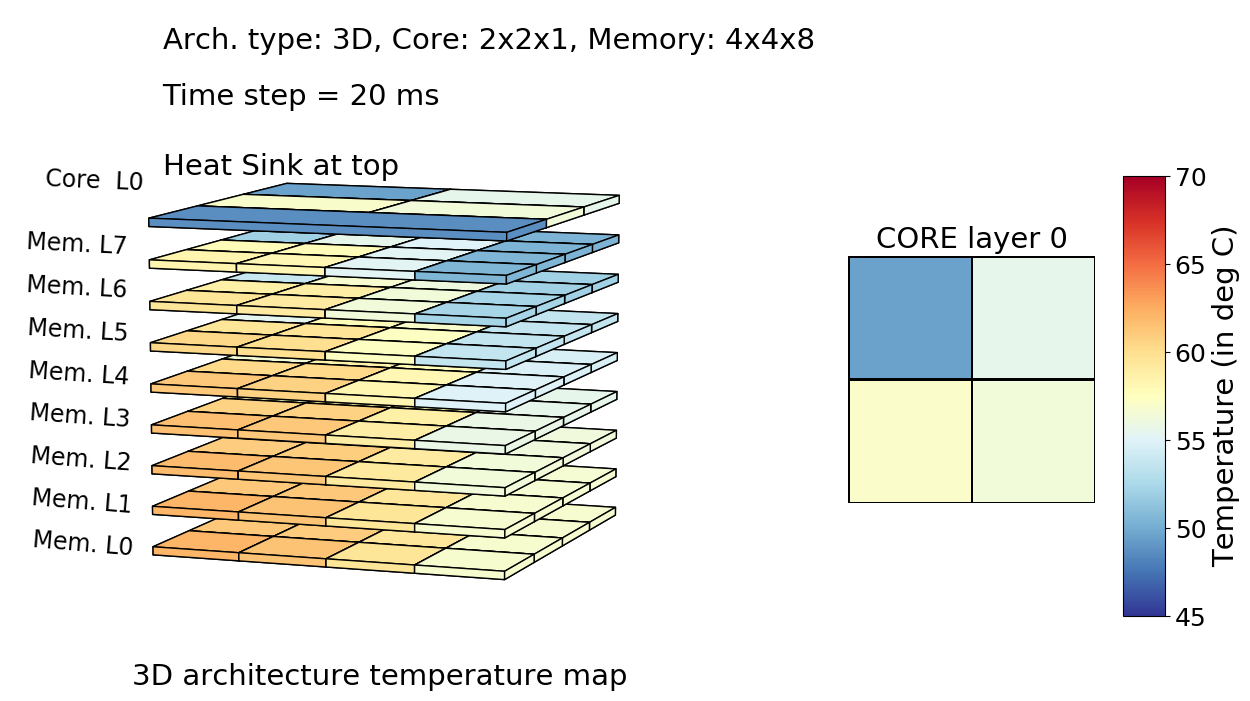 Arch. type: 3D, Core: 2x2x1, Memory: 4x4x8
Time step = 20 ms
Heat Sink at top
Core  L0
Mem. L7
Mem. L6
Mem. L5
Mem. L4
Mem. L3
Mem. L2
Mem. L1
Mem. L0
3D architecture temperature map
CORE layer 0
70
65
60
55
50
45
Temperature (in deg C)